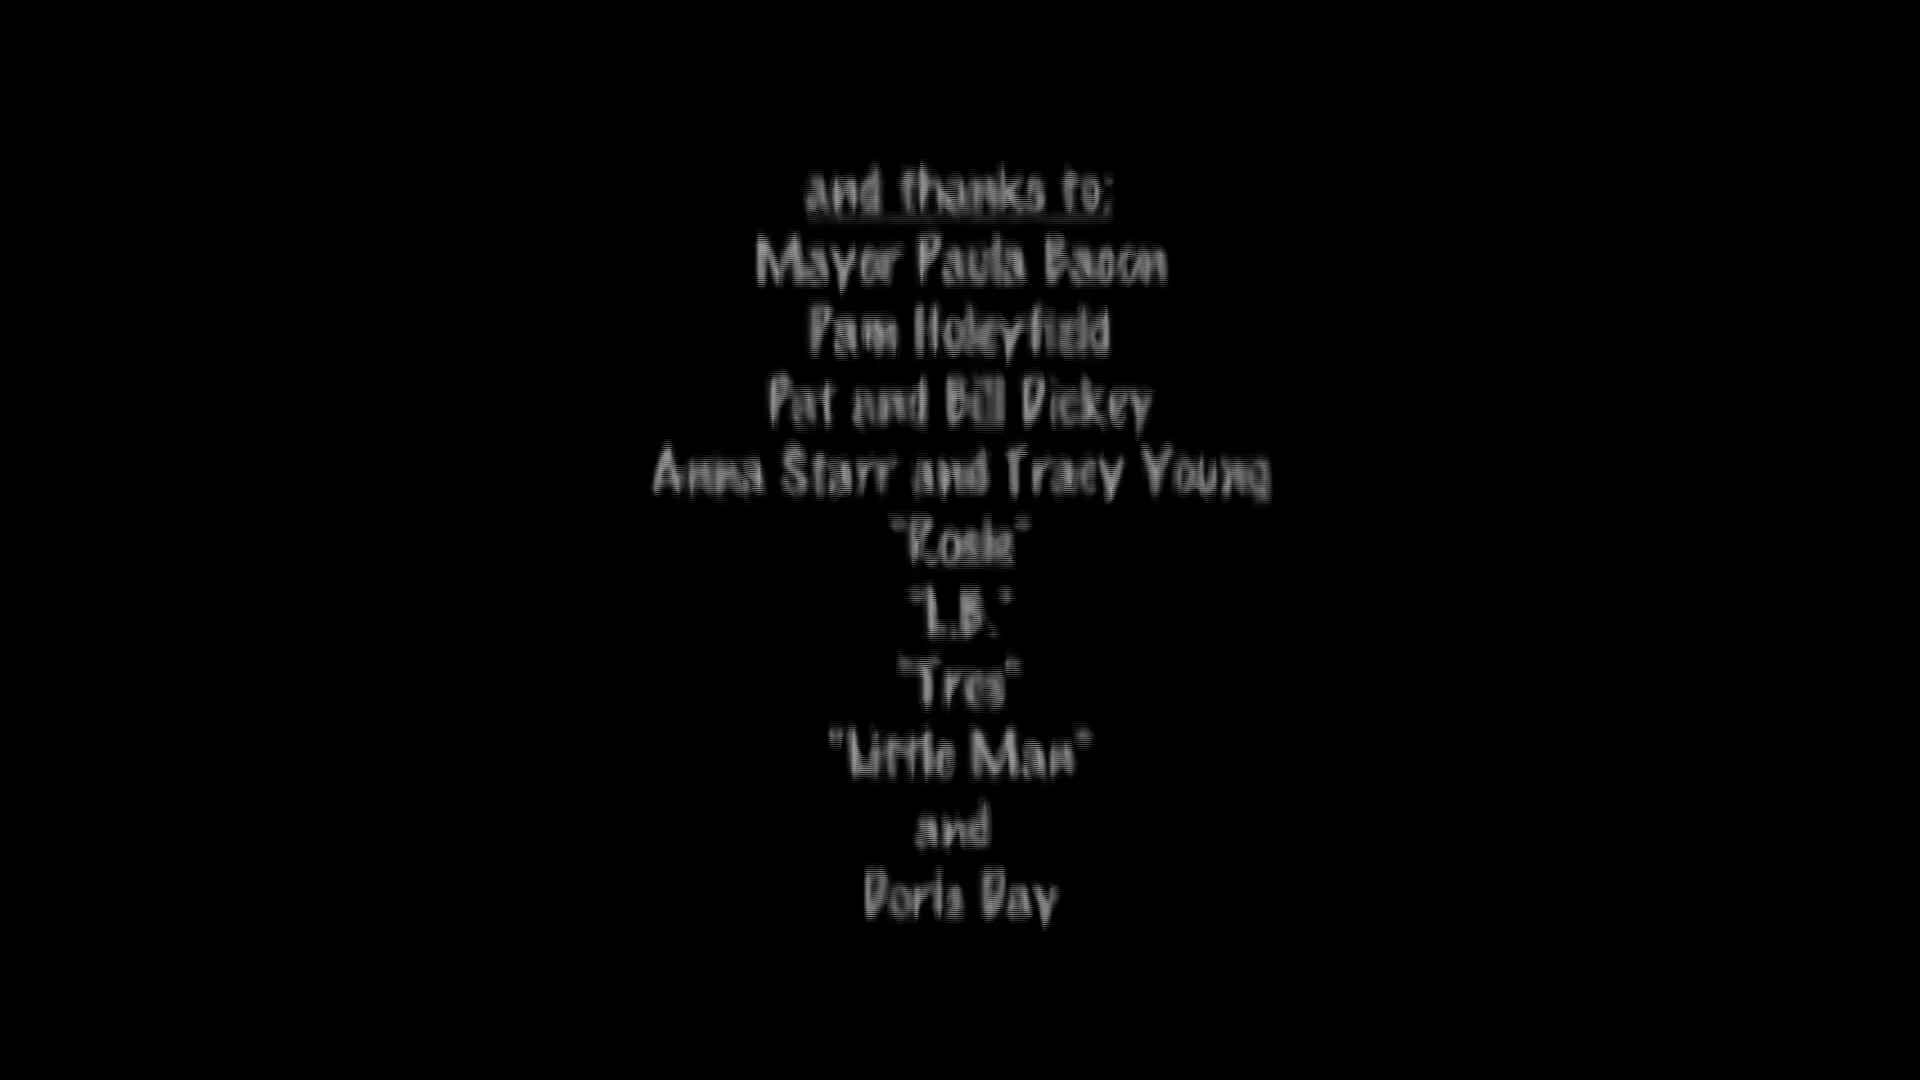 and thanks to;
Mayor Paula Bacon
Pam Holeyfield
Pat and Bill Dickey
Anna Starr and Tracy Young
"Rosie"
"L.B."
"Tres"
"Little Man"
and
Doris Day